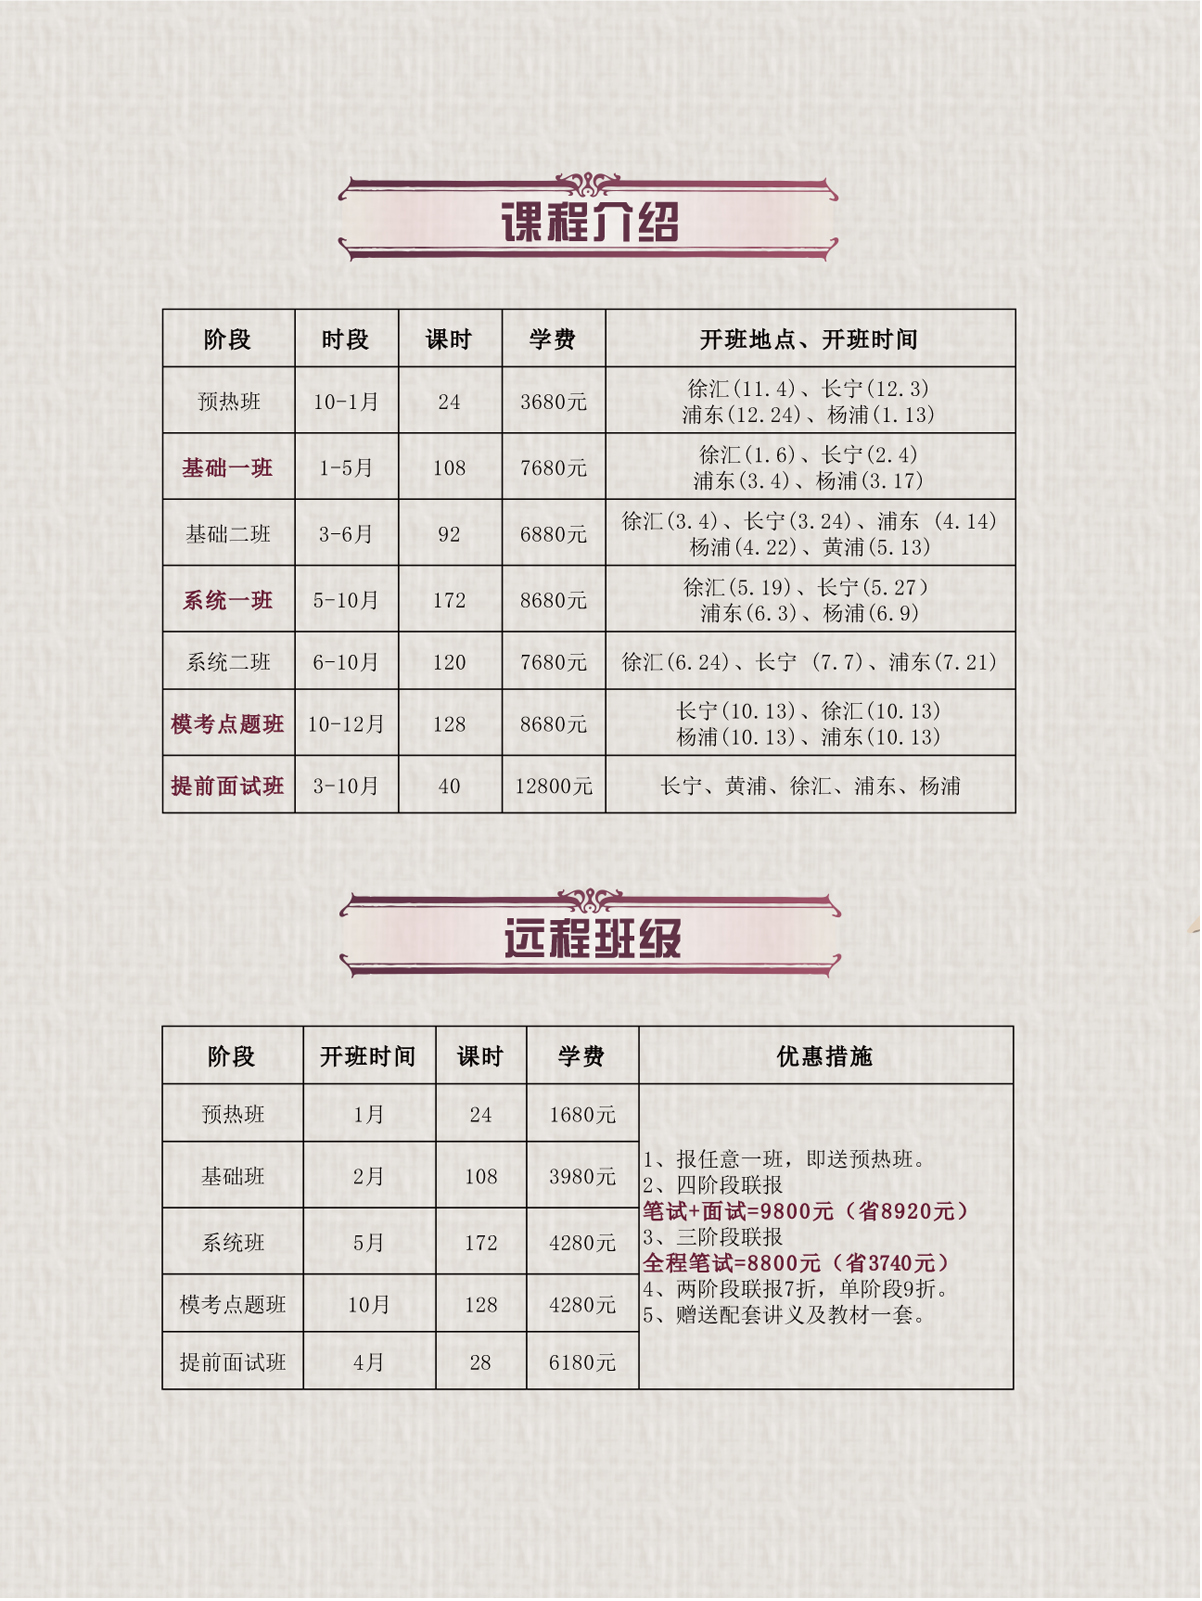 课程介绍
阶段 时段 课时 学费 开班地点、开班时间
预热班 10-1月 24 3680元 徐汇(11.4)、长宁(12.3)
浦东(12.24)、杨浦(1.13)
基础一班 1-5月 108 7680元 徐汇(1.6)、长宁(2.4)
浦东(3.4)、杨浦(3.17)
基础二班 3-6月 92 6880元 徐汇(3.4)、长宁(3.24)、浦东 (4.14)
杨浦(4.22)、黄浦(5.13)
系统一班 5-10月 172 8680元 徐汇(5.19)、长宁(5.27)
浦东(6.3)、杨浦(6.9)
系统二班 6-10月 120 7680元 徐汇(6.24)、长宁 (7.7)、浦东(7.21)
模考点题班 10-12月 128 8680元 长宁(10.13)、徐汇(10.13)
杨浦(10.13)、浦东(10.13)
提前面试班 3-10月 40 12800元 长宁、黄浦、徐汇、浦东、杨浦
远程班级
阶段 开班时间 课时 学费 优惠措施
预热班 1月 24 1680元
基础班 2月 108 3980元
系统班 5月 172 4280元
模考点题班 10月 128 4280元
提前面试班 4月 28 6180元
1、报任意一班，即送预热班。
2、四阶段联报
笔试+面试=9800元（省8920元）
3、三阶段联报
全程笔试=8800元（省3740元）
4、两阶段联报7折，单阶段9折。
5、赠送配套讲义及教材一套。